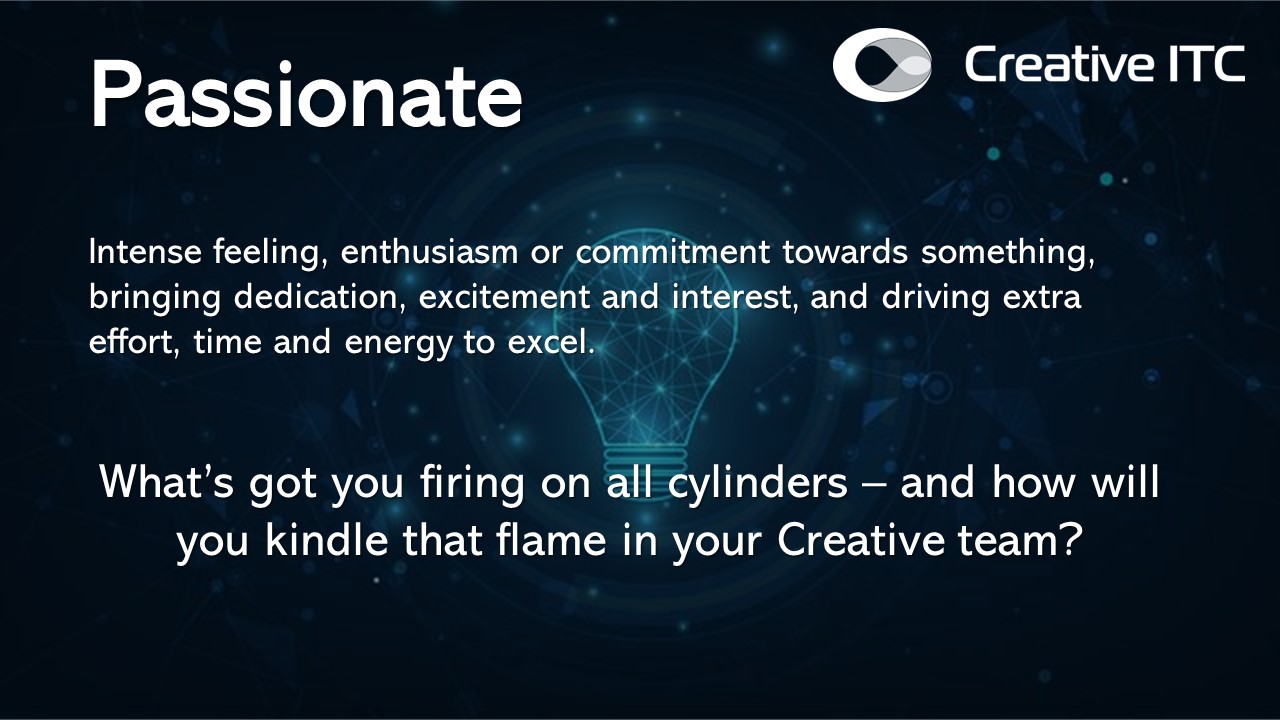 Passionate
Creative ITC
Intense feeling, enthusiasm or commitment towards something,
bringing dedication, excitement and interest, and driving extra
effort, time and energy to excel.
What’s got you firing on all cylinders – and how will
you kindle that flame in your Creative team?